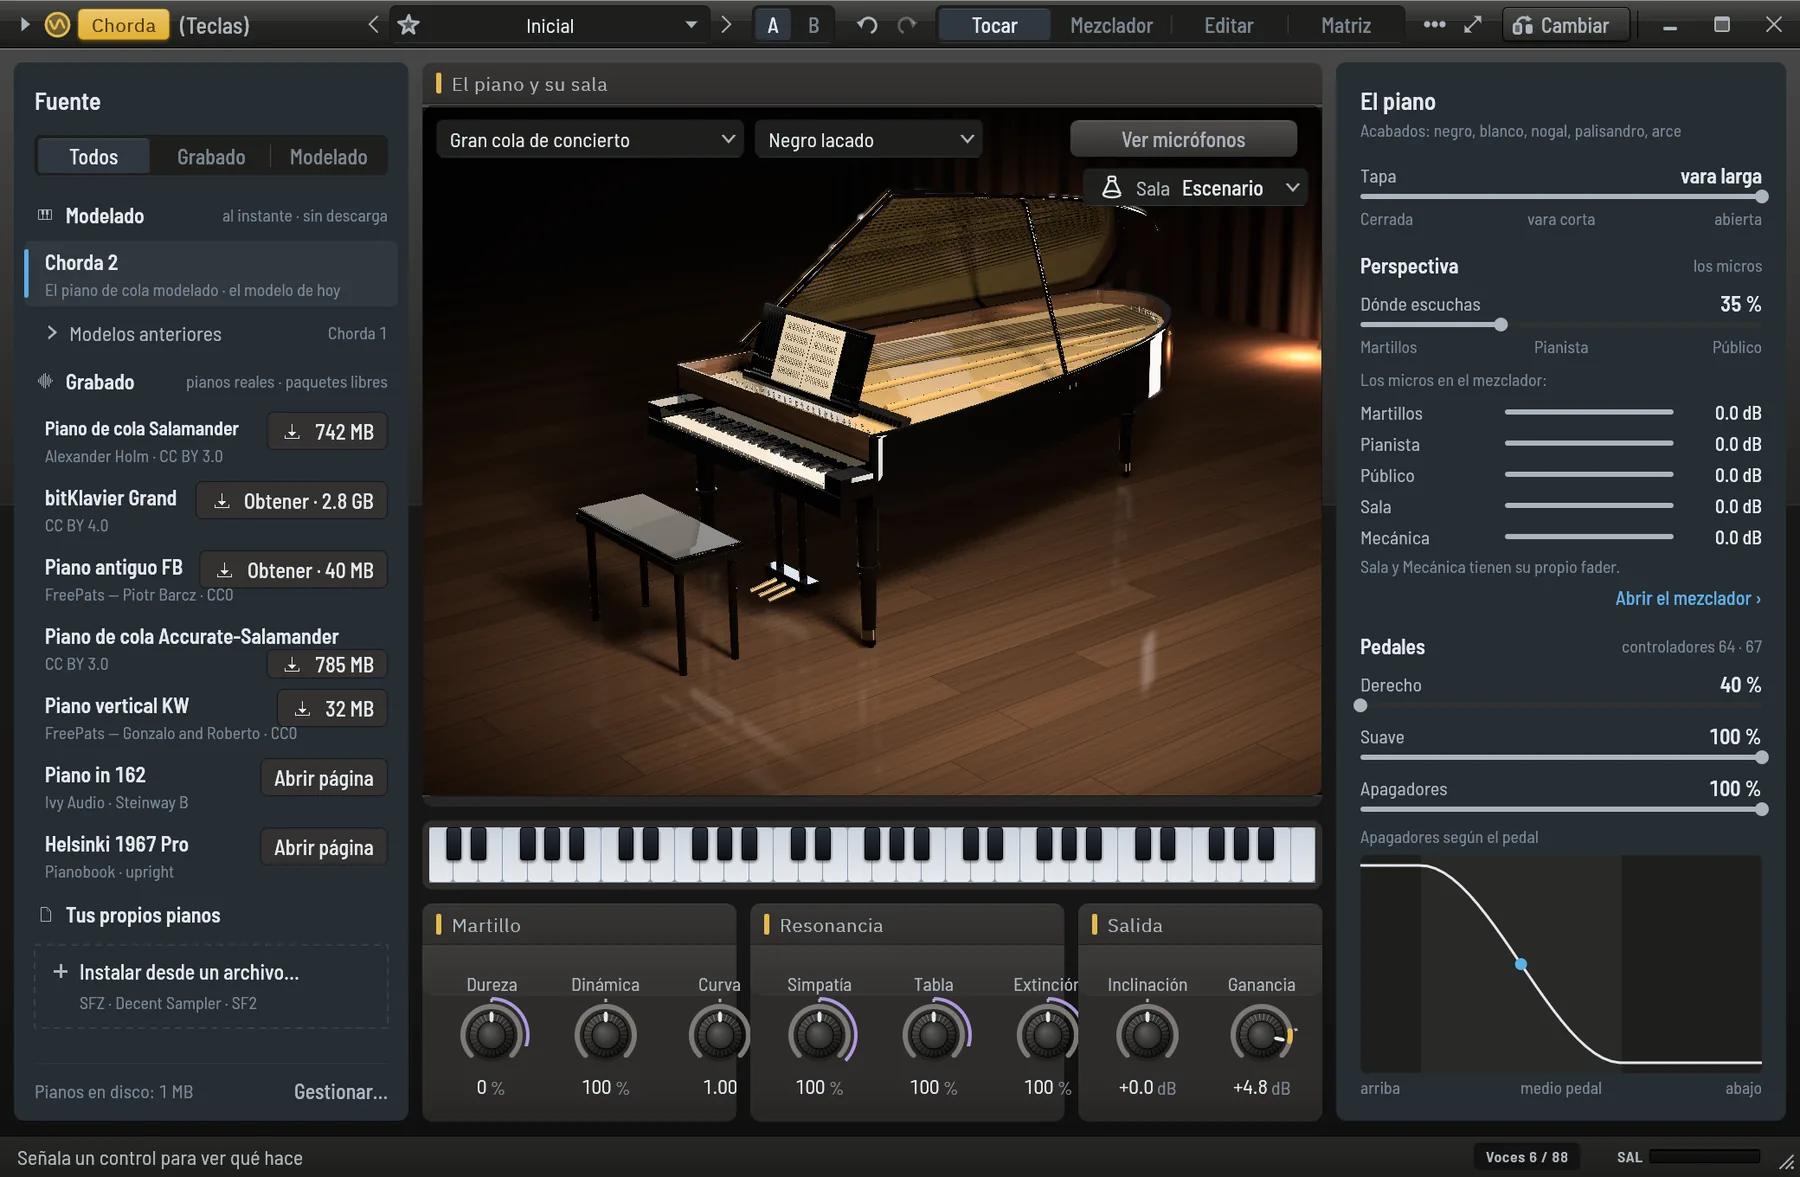 Chorda (Teclas)
Inicial
A B
Tocar Mezclador Editar Matriz
Cambiar
Fuente
Todos Grabado Modelado
Modelado al instante · sin descarga
Chorda 2
El piano de cola modelado · el modelo de hoy
Modelos anteriores Chorda 1
Grabado pianos reales · paquetes libres
Piano de cola Salamander 742 MB
Alexander Holm · CC BY 3.0
bitKlavier Grand Obtener · 2.8 GB
CC BY 4.0
Piano antiguo FB Obtener · 40 MB
FreePats — Piotr Barcz · CC0
Piano de cola Accurate-Salamander
CC BY 3.0 785 MB
Piano vertical KW 32 MB
FreePats — Gonzalo and Roberto · CC0
Piano in 162 Abrir página
Ivy Audio · Steinway B
Helsinki 1967 Pro Abrir página
Pianobook · upright
Tus propios pianos
+ Instalar desde un archivo...
SFZ · Decent Sampler · SF2
Pianos en disco: 1 MB Gestionar...
El piano y su sala
Gran cola de concierto Negro lacado Ver micrófonos
Sala Escenario
Martillo
Dureza Dinámica Curva
0 % 100 % 1.00
Resonancia
Simpatía Tabla Extinción
100 % 100 % 100 %
Salida
Inclinación Ganancia
+0.0 dB +4.8 dB
El piano
Acabados: negro, blanco, nogal, palisandro, arce
Tapa vara larga
Cerrada vara corta abierta
Perspectiva los micros
Dónde escuchas 35 %
Martillos Pianista Público
Los micros en el mezclador:
Martillos 0.0 dB
Pianista 0.0 dB
Público 0.0 dB
Sala 0.0 dB
Mecánica 0.0 dB
Sala y Mecánica tienen su propio fader.
Abrir el mezclador ›
Pedales controladores 64 · 67
Derecho 40 %
Suave 100 %
Apagadores 100 %
Apagadores según el pedal
arriba medio pedal abajo
Señala un control para ver qué hace
Voces 6 / 88 SAL